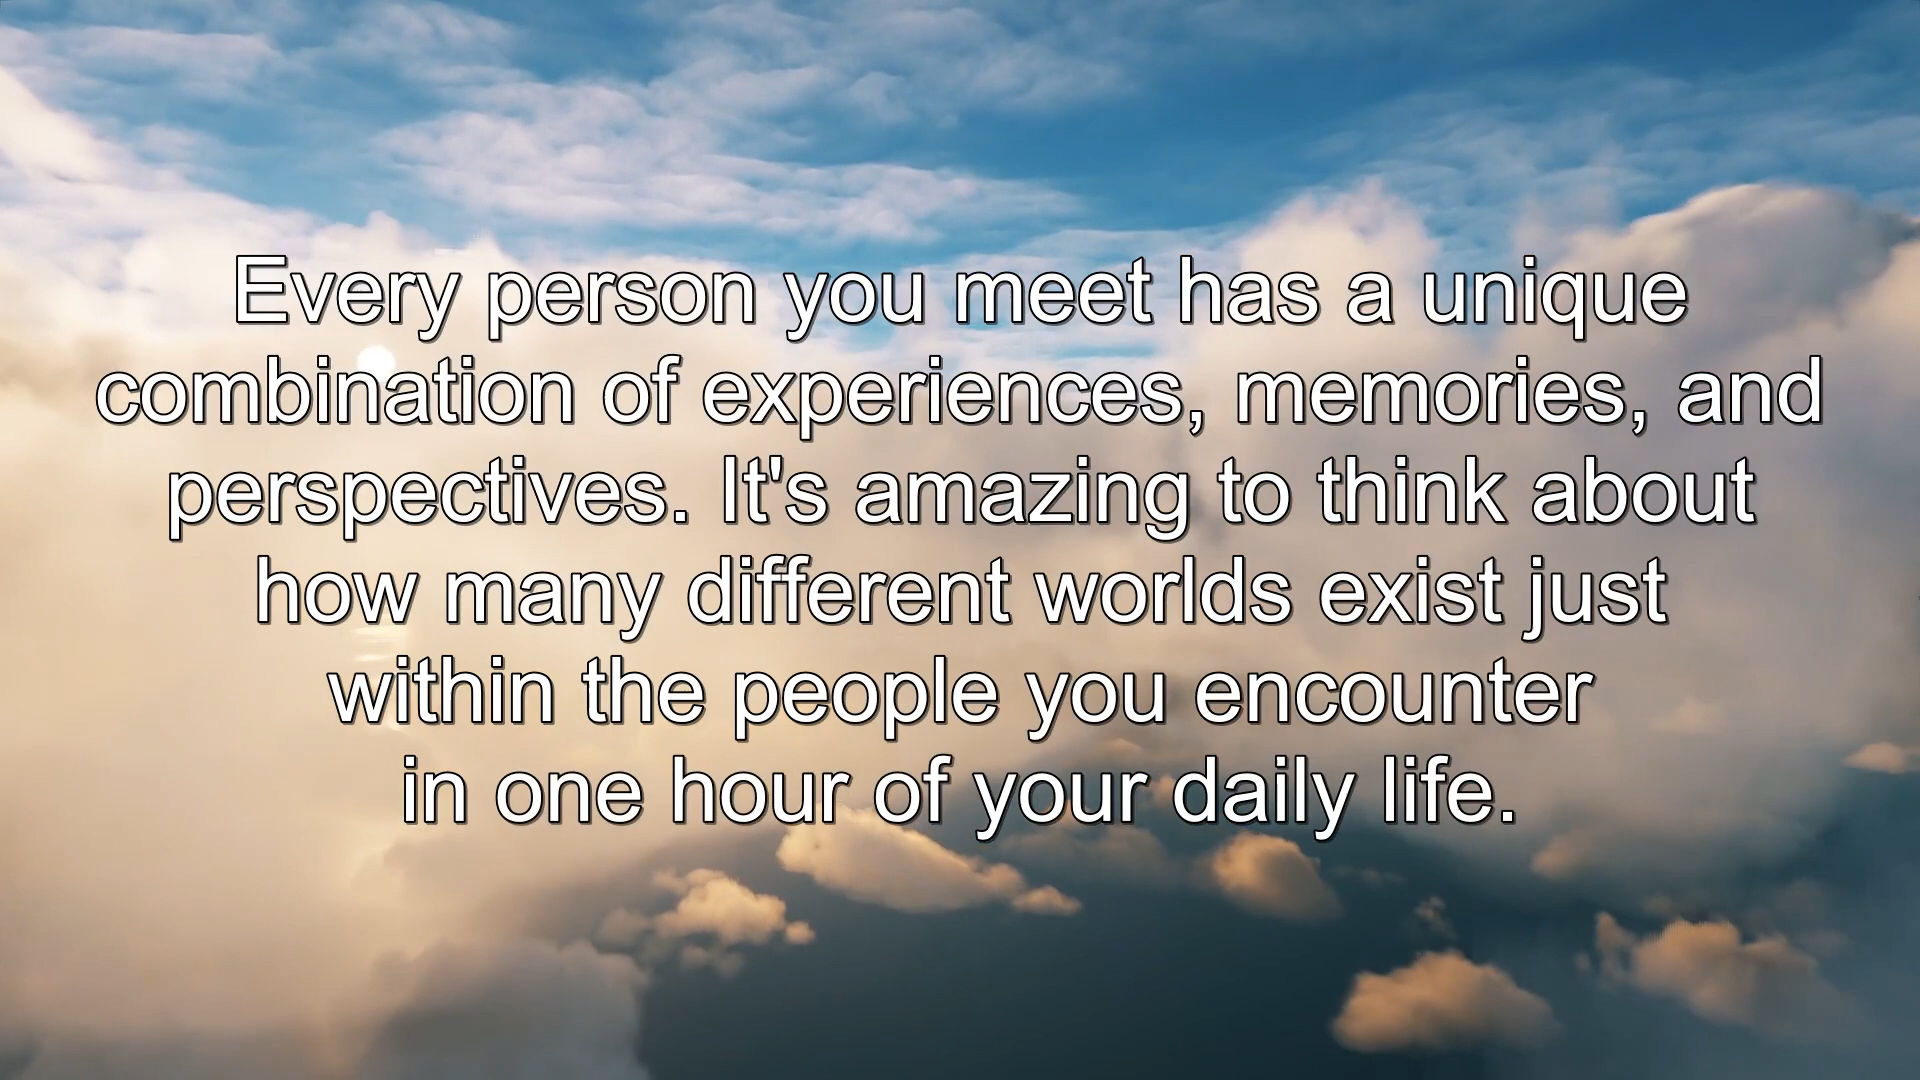 Every person you meet has a unique
combination of experiences, memories, and
perspectives. It's amazing to think about
how many different worlds exist just
within the people you encounter
in one hour of your daily life.